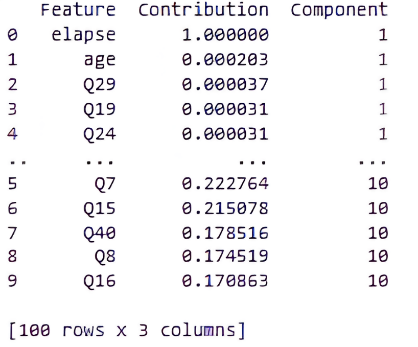 Feature Contribution Component
0 elapse 1.000000 1
1 age 0.000203 1
2 Q29 0.000037 1
3 Q19 0.000031 1
4 Q24 0.000031 1
.. ... ... ...
5 Q7 0.222764 10
6 Q15 0.215078 10
7 Q40 0.178516 10
8 Q8 0.174519 10
9 Q16 0.170863 10
[100 rows x 3 columns]